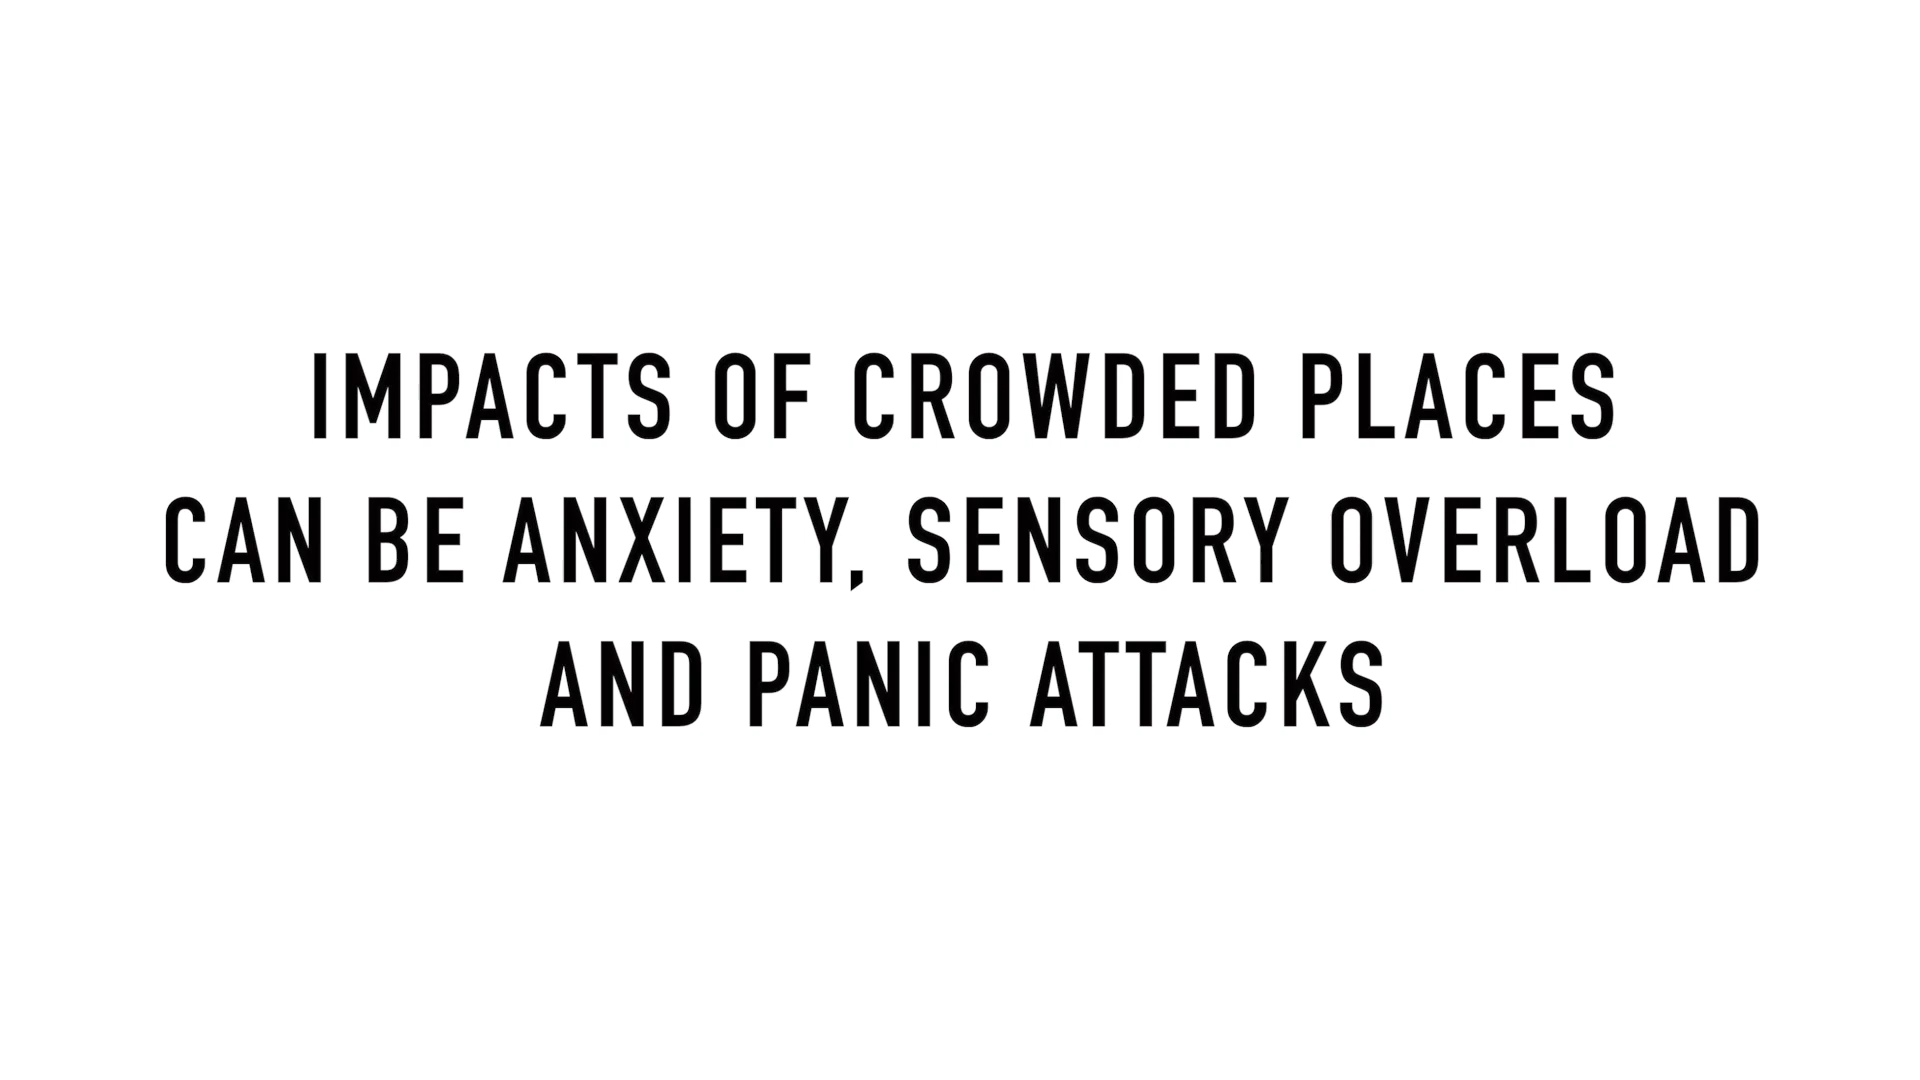 IMPACTS OF CROWDED PLACES
CAN BE ANXIETY, SENSORY OVERLOAD
AND PANIC ATTACKS